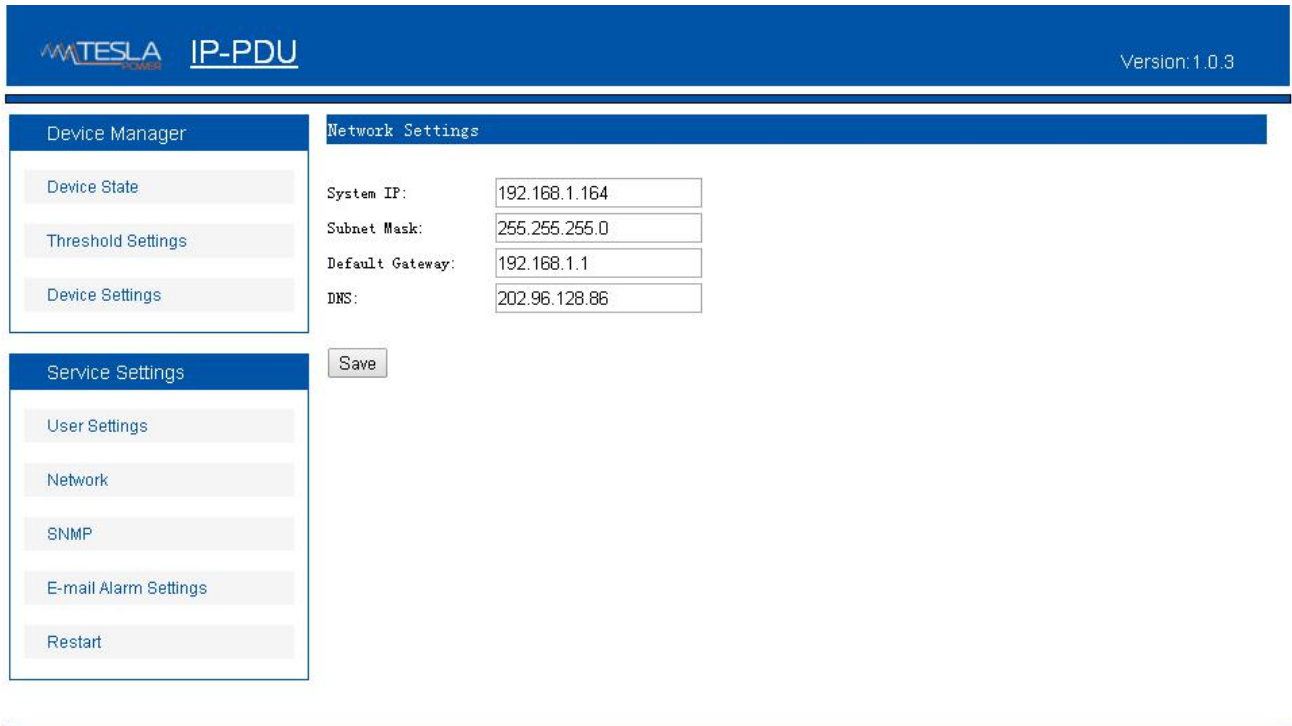 TESLA
POWER
IP-PDU
Version:1.0.3
Device Manager
Device State
Threshold Settings
Device Settings
Service Settings
User Settings
Network
SNMP
E-mail Alarm Settings
Restart
Network Settings
System IP: 192.168.1.164
Subnet Mask: 255.255.255.0
Default Gateway: 192.168.1.1
DNS: 202.96.128.86
Save